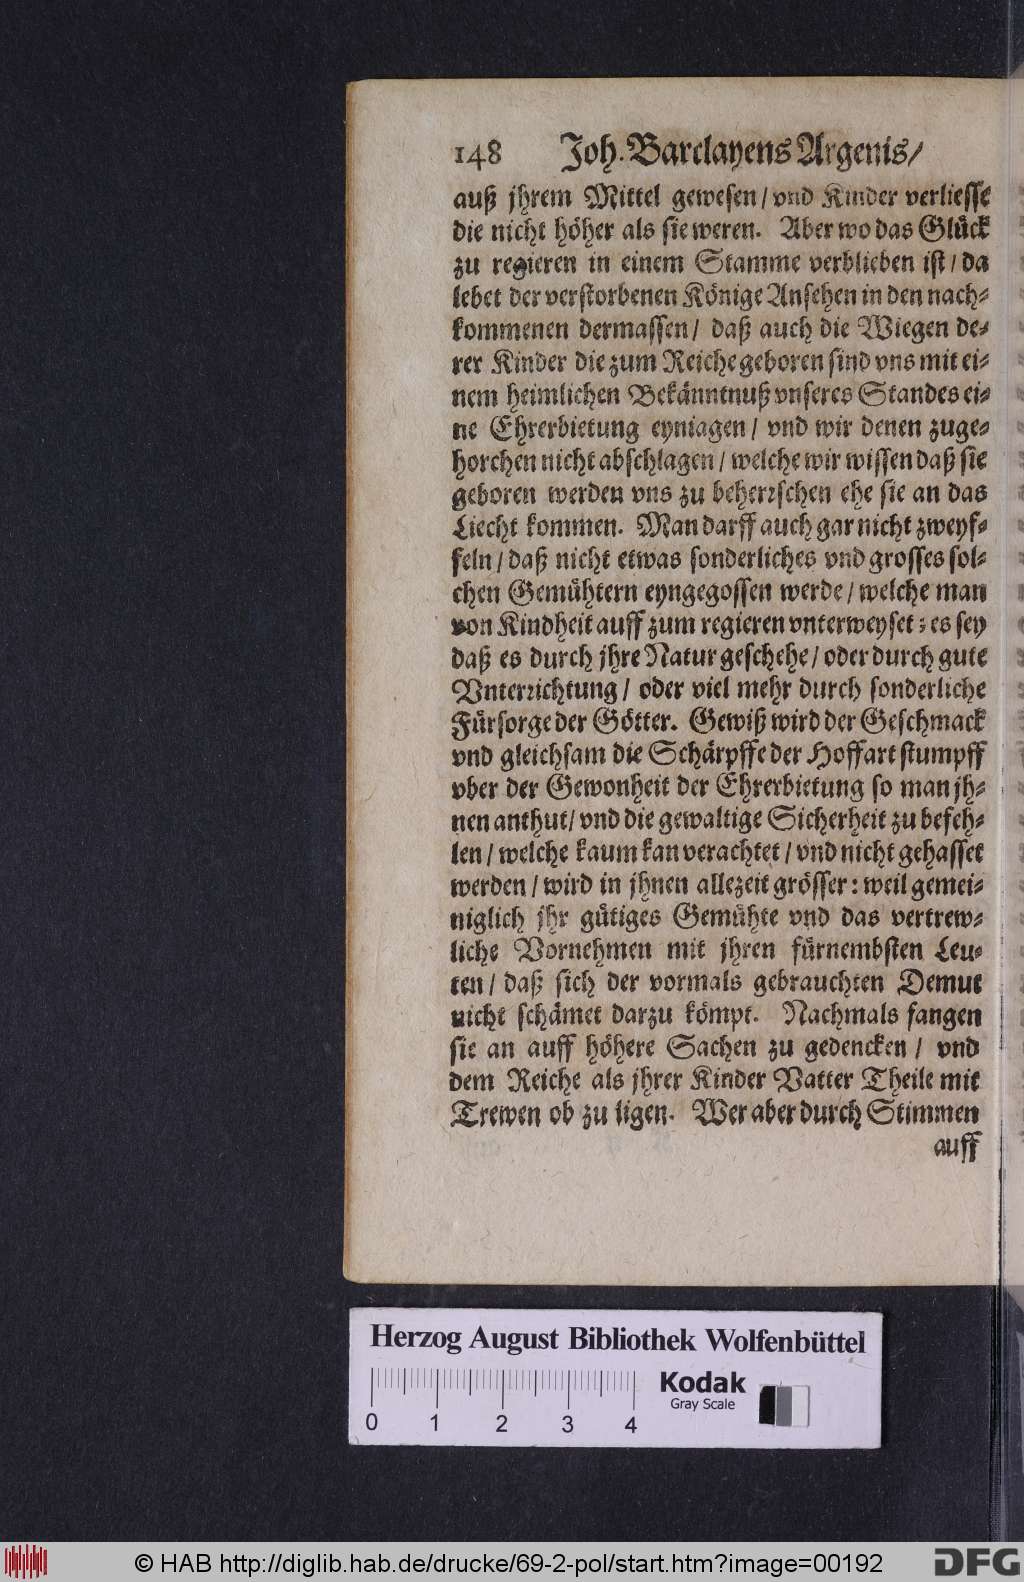 148 Joh. Barclayens Argenis/
auß jhrem Mittel gewesen/ vnd Kinder verliesse
die nicht höher als sie weren. Aber wo das Glück
zu regieren in einem Stamme verblieben ist/ da
lebet der verstorbenen Könige Ansehen in den nach-
kommenen dermassen/ daß auch die Wiegen de-
rer Kinder die zum Reiche geboren sind vns mit ei-
nem heimlichen Bekänntnuß vnseres Standes ei-
ne Ehrerbietung eyniagen/ vnd wir denen zuge-
horchen nicht abschlagen/ welche wir wissen daß sie
geboren werden vns zu beherrschen ehe sie an das
Liecht kommen. Man darff auch gar nicht zweyf-
feln/ daß nicht etwas sonderliches vnd grosses sol-
chen Gemühtern eyngegossen werde/ welche man
von Kindheit auff zum regieren vnterweyset; es sey
daß es durch jhre Natur geschehe/ oder durch gute
Vnterrichtung/ oder viel mehr durch sonderliche
Fürsorge der Götter. Gewiß wird der Geschmack
vnd gleichsam die Schärpffe der Hoffart stumpff
vber der Gewonheit der Ehrerbietung so man jh-
nen anthut/ vnd die gewaltige Sicherheit zu befeh-
len/ welche kaum kan verachtet/ vnd nicht gehasset
werden/ wird in jhnen allezeit grösser: weil gemei-
niglich jhr gütiges Gemühte vnd das vertrew-
liche Vornehmen mit jhren fürnembsten Leu-
ten/ daß sich der vormals gebrauchten Demut
nicht schämet darzu kömpt. Nachmals fangen
sie an auff höhere Sachen zu gedencken/ vnd
dem Reiche als jhrer Kinder Vatter Theile mit
Trewen ob zu ligen. Wer aber durch Stimmen
auff
Herzog August Bibliothek Wolfenbüttel
Kodak
Gray Scale
0 1 2 3 4
© HAB http://diglib.hab.de/drucke/69-2-pol/start.htm?image=00192
DFG